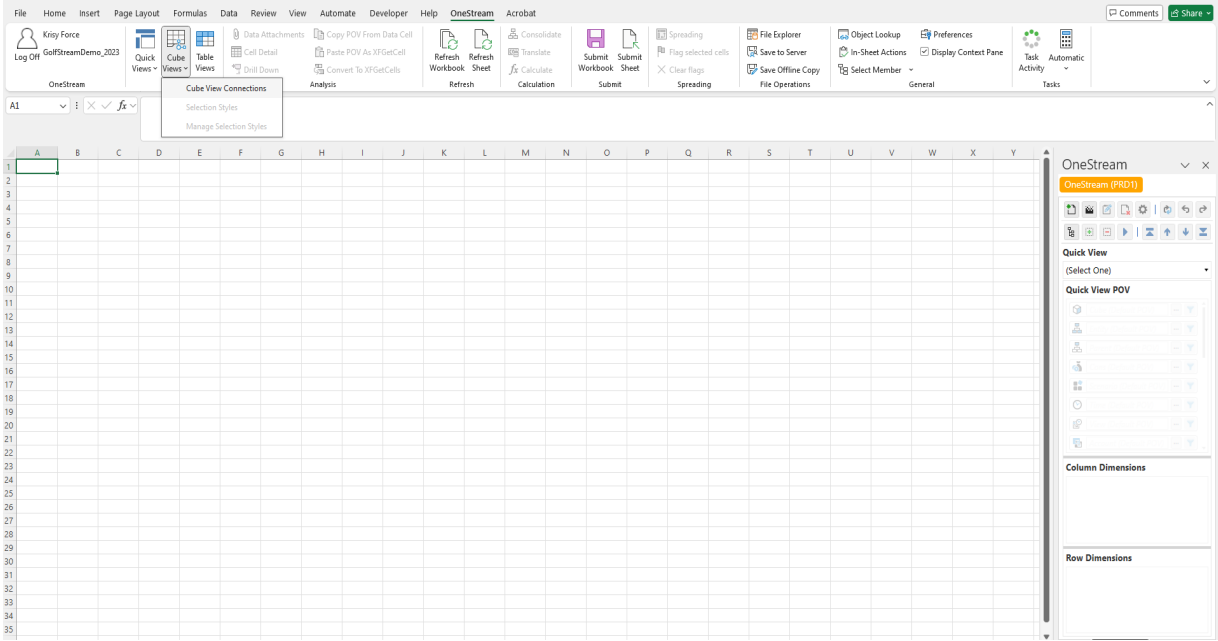 File Home Insert Page Layout Formulas Data Review View Automate Developer Help OneStream Acrobat Comments Share
Krisy Force
GolfStreamDemo_2023
Log Off
OneStream
Quick Views
Cube Views
Table Views
Data Attachments
Cell Detail
Drill Down
Copy POV From Data Cell
Paste POV As XFGetCell
Convert To XFGetCells
Analysis
Refresh Workbook
Refresh Sheet
Refresh
Consolidate
Translate
fx Calculate
Calculation
Submit Workbook
Submit Sheet
Submit
Spreading
Flag selected cells
Clear flags
Spreading
File Explorer
Save to Server
Save Offline Copy
File Operations
Object Lookup
In-Sheet Actions
Select Member
Preferences
Display Context Pane
General
Task Activity
Automatic
Tasks
Cube View Connections
Selection Styles
Manage Selection Styles
A1 fx
A B C D E F G H I J K L M N O P Q R S T U V W X Y
1
2
3
4
5
6
7
8
9
10
11
12
13
14
15
16
17
18
19
20
21
22
23
24
25
26
27
28
29
30
31
32
33
34
35
OneStream
OneStream (PRD1)
Quick View
(Select One)
Quick View POV
Column Dimensions
Row Dimensions